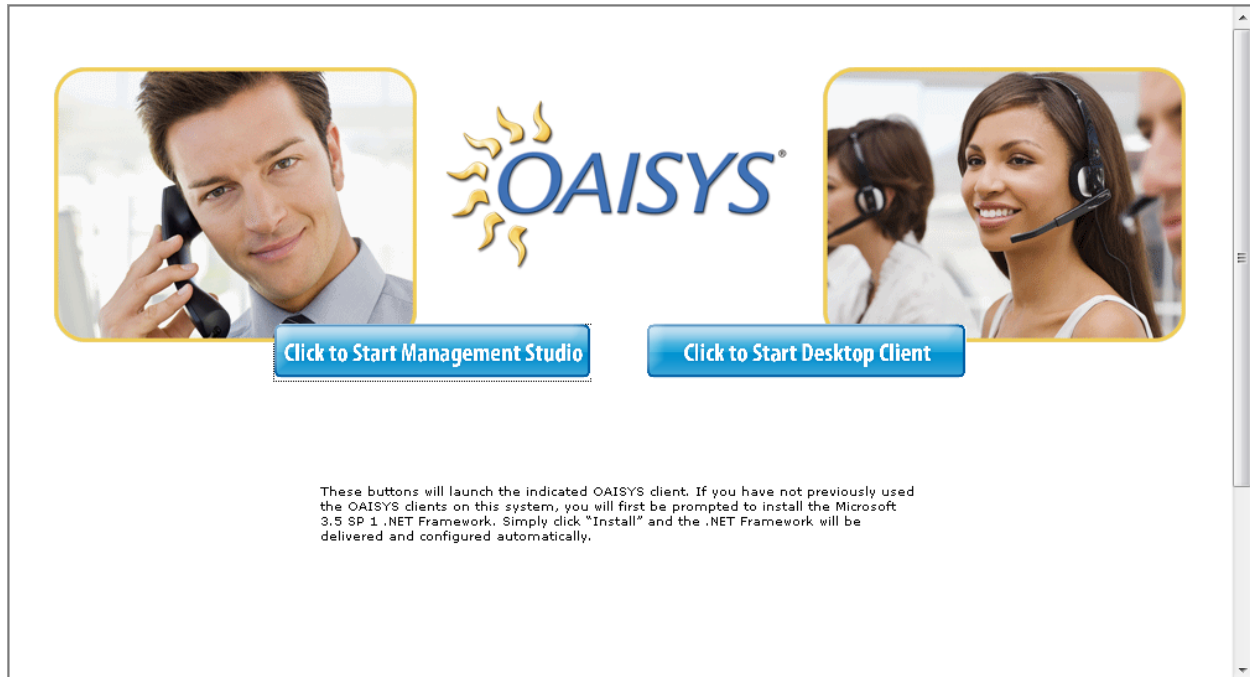 OAISYS®
Click to Start Management Studio
Click to Start Desktop Client
These buttons will launch the indicated OAISYS client. If you have not previously used
the OAISYS clients on this system, you will first be prompted to install the Microsoft
3.5 SP 1 .NET Framework. Simply click “Install” and the .NET Framework will be
delivered and configured automatically.